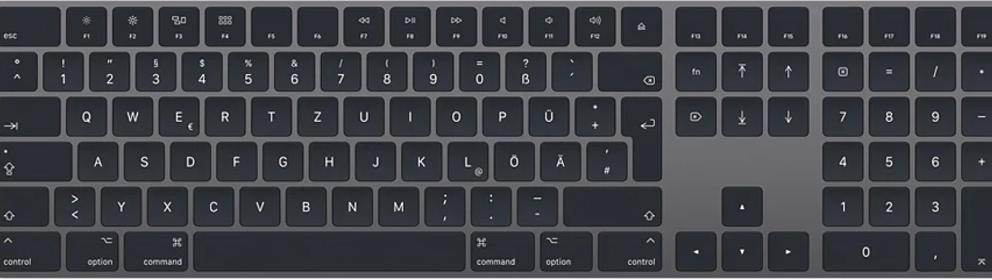 esc F1 F2 F3 F4 F5 F6 F7 F8 F9 F10 F11 F12 F13 F14 F15 F16 F17 F18 F19
° ^ ! 1 " 2 § 3 $ 4 % 5 & 6 / 7 ( 8 ) 9 = 0 ? ß ` ´ fn = / *
Q W E € R T Z U I O P Ü * + 7 8 9 -
A S D F G H J K L @ Ö Ä ' # 4 5 6 +
> < Y X C V B N M ; , : . _ - 1 2 3
control option command command option control 0 ,